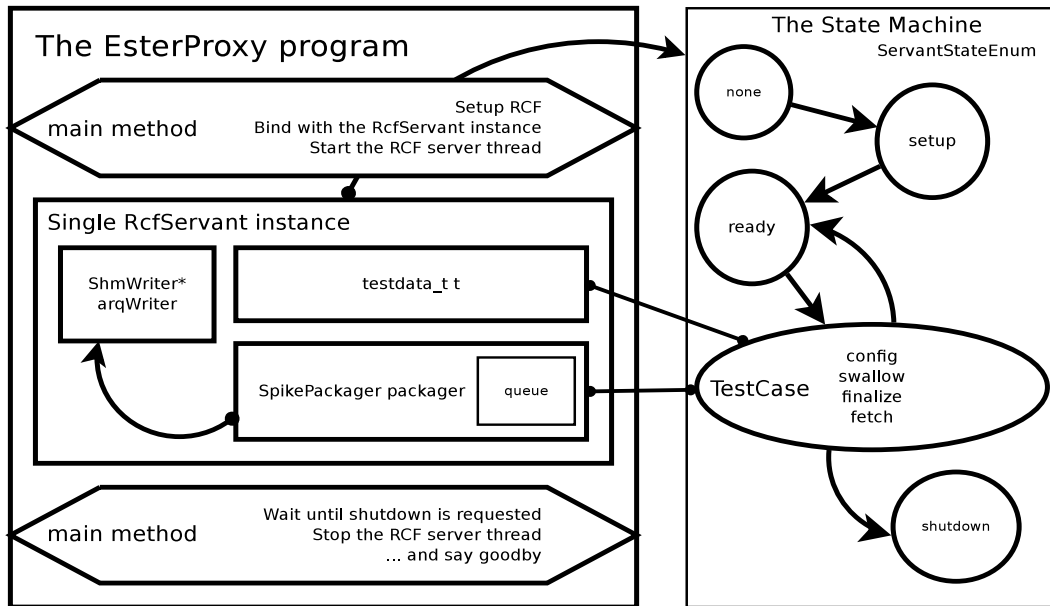 The EsterProxy program
main method
Setup RCF
Bind with the RcfServant instance
Start the RCF server thread
Single RcfServant instance
ShmWriter*
arqWriter
testdata_t t
SpikePackager packager
queue
main method
Wait until shutdown is requested
Stop the RCF server thread
... and say goodby
The State Machine
ServantStateEnum
none
setup
ready
TestCase
config
swallow
finalize
fetch
shutdown